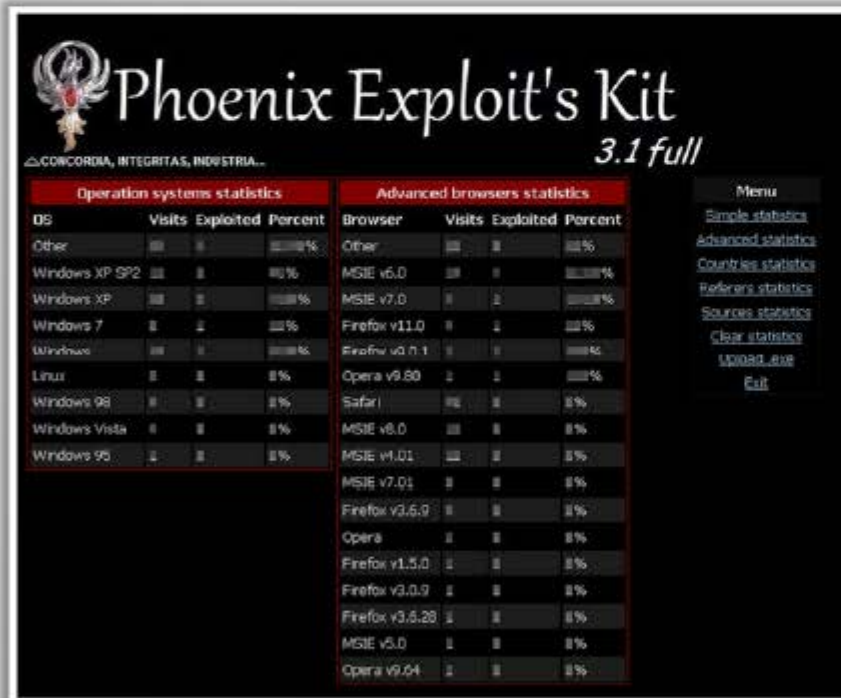 Phoenix Exploit's Kit
3.1 full
CONCORDIA, INTEGRITAS, INDUSTRIA...
Operation systems statistics
OS Visits Exploited Percent
Other %
Windows XP SP2 %
Windows XP %
Windows 7 %
Windows %
Linux %
Windows 98 %
Windows Vista %
Windows 95 %
Advanced browsers statistics
Browser Visits Exploited Percent
Other %
MSIE v6.0 %
MSIE v7.0 %
Firefox v11.0 %
Firefox v9.0.1 %
Opera v9.80 %
Safari %
MSIE v8.0 %
MSIE v4.01 %
MSIE v7.01 %
Firefox v3.6.9 %
Opera %
Firefox v1.5.0 %
Firefox v3.0.9 %
Firefox v3.6.28 %
MSIE v5.0 %
Opera v9.64 %
Menu
Simple statistics
Advanced statistics
Countries statistics
Referers statistics
Sources statistics
Clear statistics
Upload .exe
Exit